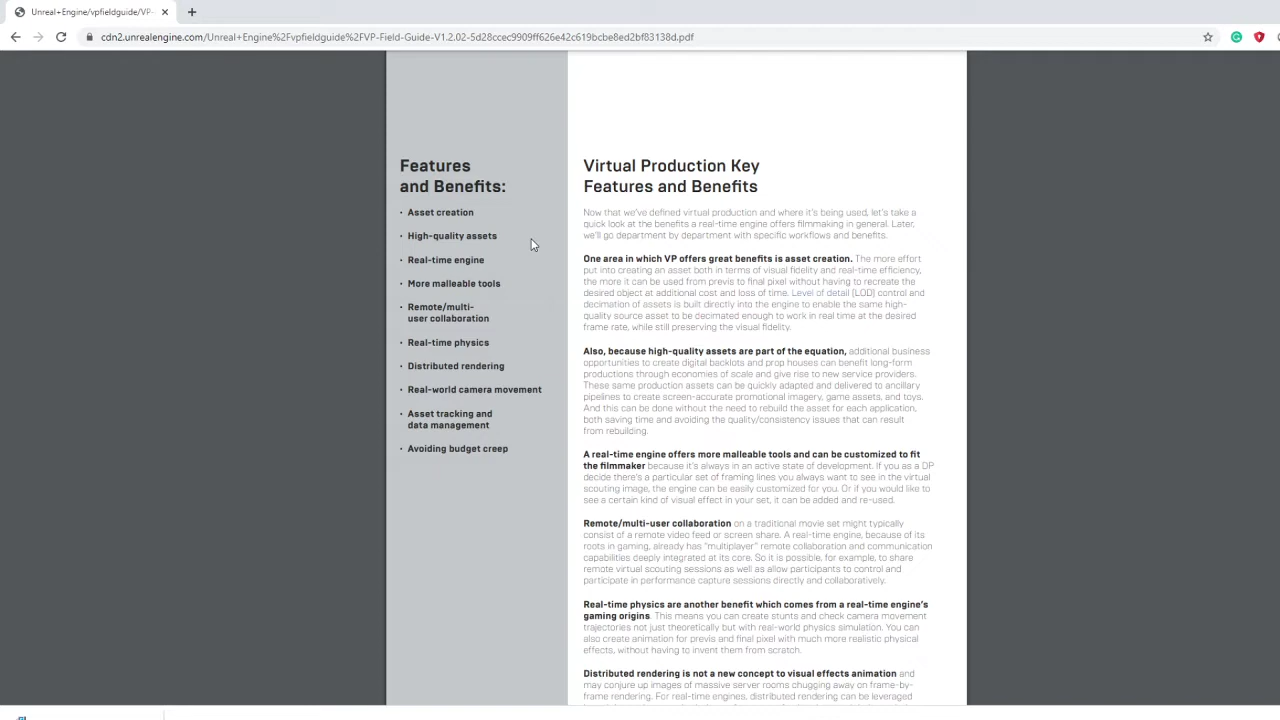 Unreal+Engine/vpfieldguide/VP-
cdn2.unrealengine.com/Unreal+Engine%2Fvpfieldguide%2FVP-Field-Guide-V1.2.02-5d28ccec9909ff626e42c619bcbe8ed2bf83138d.pdf
Features
and Benefits:
· Asset creation
· High-quality assets
· Real-time engine
· More malleable tools
· Remote/multi-
user collaboration
· Real-time physics
· Distributed rendering
· Real-world camera movement
· Asset tracking and
data management
· Avoiding budget creep
Virtual Production Key
Features and Benefits
Now that we've defined virtual production and where it's being used, let's take a
quick look at the benefits a real-time engine offers filmmaking in general. Later,
we'll go department by department with specific workflows and benefits.
One area in which VP offers great benefits is asset creation. The more effort
put into creating an asset both in terms of visual fidelity and real-time efficiency,
the more it can be used from previs to final pixel without having to recreate the
desired object at additional cost and loss of time. Level of detail (LOD) control and
decimation of assets is built directly into the engine to enable the same high-
quality source asset to be decimated enough to work in real time at the desired
frame rate, while still preserving the visual fidelity.
Also, because high-quality assets are part of the equation, additional business
opportunities to create digital backlots and prop houses can benefit long-form
productions through economies of scale and give rise to new service providers.
These same production assets can be quickly adapted and delivered to ancillary
pipelines to create screen-accurate promotional imagery, game assets, and toys.
And this can be done without the need to rebuild the asset for each application,
both saving time and avoiding the quality/consistency issues that can result
from rebuilding.
A real-time engine offers more malleable tools and can be customized to fit
the filmmaker because it's always in an active state of development. If you as a DP
decide there's a particular set of framing lines you always want to see in the virtual
scouting image, the engine can be easily customized for you. Or if you would like to
see a certain kind of visual effect in your set, it can be added and re-used.
Remote/multi-user collaboration on a traditional movie set might typically
consist of a remote video feed or screen share. A real-time engine, because of its
roots in gaming, already has "multiplayer" remote collaboration and communication
capabilities deeply integrated at its core. So it is possible, for example, to share
remote virtual scouting sessions as well as allow participants to control and
participate in performance capture sessions directly and collaboratively.
Real-time physics are another benefit which comes from a real-time engine's
gaming origins. This means you can create stunts and check camera movement
trajectories not just theoretically but with real-world physics simulation. You can
also create animation for previs and final pixel with much more realistic physical
effects, without having to invent them from scratch.
Distributed rendering is not a new concept to visual effects animation and
may conjure up images of massive server rooms chugging away on frame-by-
frame rendering. For real-time engines, distributed rendering can be leveraged